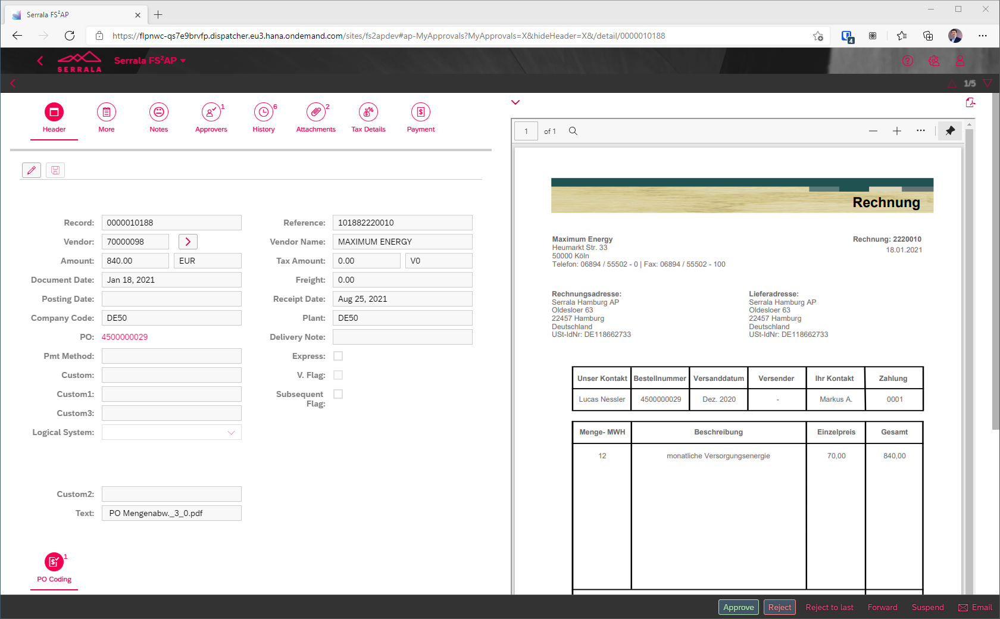 Serrala FS²AP
https://flpnwc-qs7e9brvfp.dispatcher.eu3.hana.ondemand.com/sites/fs2apdev#ap-MyApprovals?MyApprovals=X&hideHeader=X&/detail/0000010188
4
SERRALA
Serrala FS²AP
1/5
Header
More
Notes
1
Approvers
6
History
2
Attachments
Tax Details
Payment
Record: 0000010188
Reference: 101882220010
Vendor: 70000098
Vendor Name: MAXIMUM ENERGY
Amount: 840.00 EUR
Tax Amount: 0.00 V0
Document Date: Jan 18, 2021
Freight: 0.00
Posting Date:
Receipt Date: Aug 25, 2021
Company Code: DE50
Plant: DE50
PO: 4500000029
Delivery Note:
Pmt Method:
Express:
Custom:
V. Flag:
Custom1:
Subsequent
Flag:
Custom3:
Logical System:
Custom2:
Text: PO Mengenabw._3_0.pdf
1
PO Coding
1 of 1
Rechnung
Maximum Energy
Heumarkt Str. 33
50000 Köln
Telefon: 06894 / 55502 - 0 | Fax: 06894 / 55502 - 100
Rechnung: 2220010
18.01.2021
Rechnungsadresse:
Serrala Hamburg AP
Oldesloer 63
22457 Hamburg
Deutschland
USt-IdNr: DE118662733
Lieferadresse:
Serrala Hamburg AP
Oldesloer 63
22457 Hamburg
Deutschland
USt-IdNr: DE118662733
Unser Kontakt Bestellnummer Versanddatum Versender Ihr Kontakt Zahlung
Lucas Nessler 4500000029 Dez. 2020 - Markus A. 0001
Menge- MWH Beschreibung Einzelpreis Gesamt
12 monatliche Versorgungsenergie 70,00 840,00
Approve Reject Reject to last Forward Suspend Email